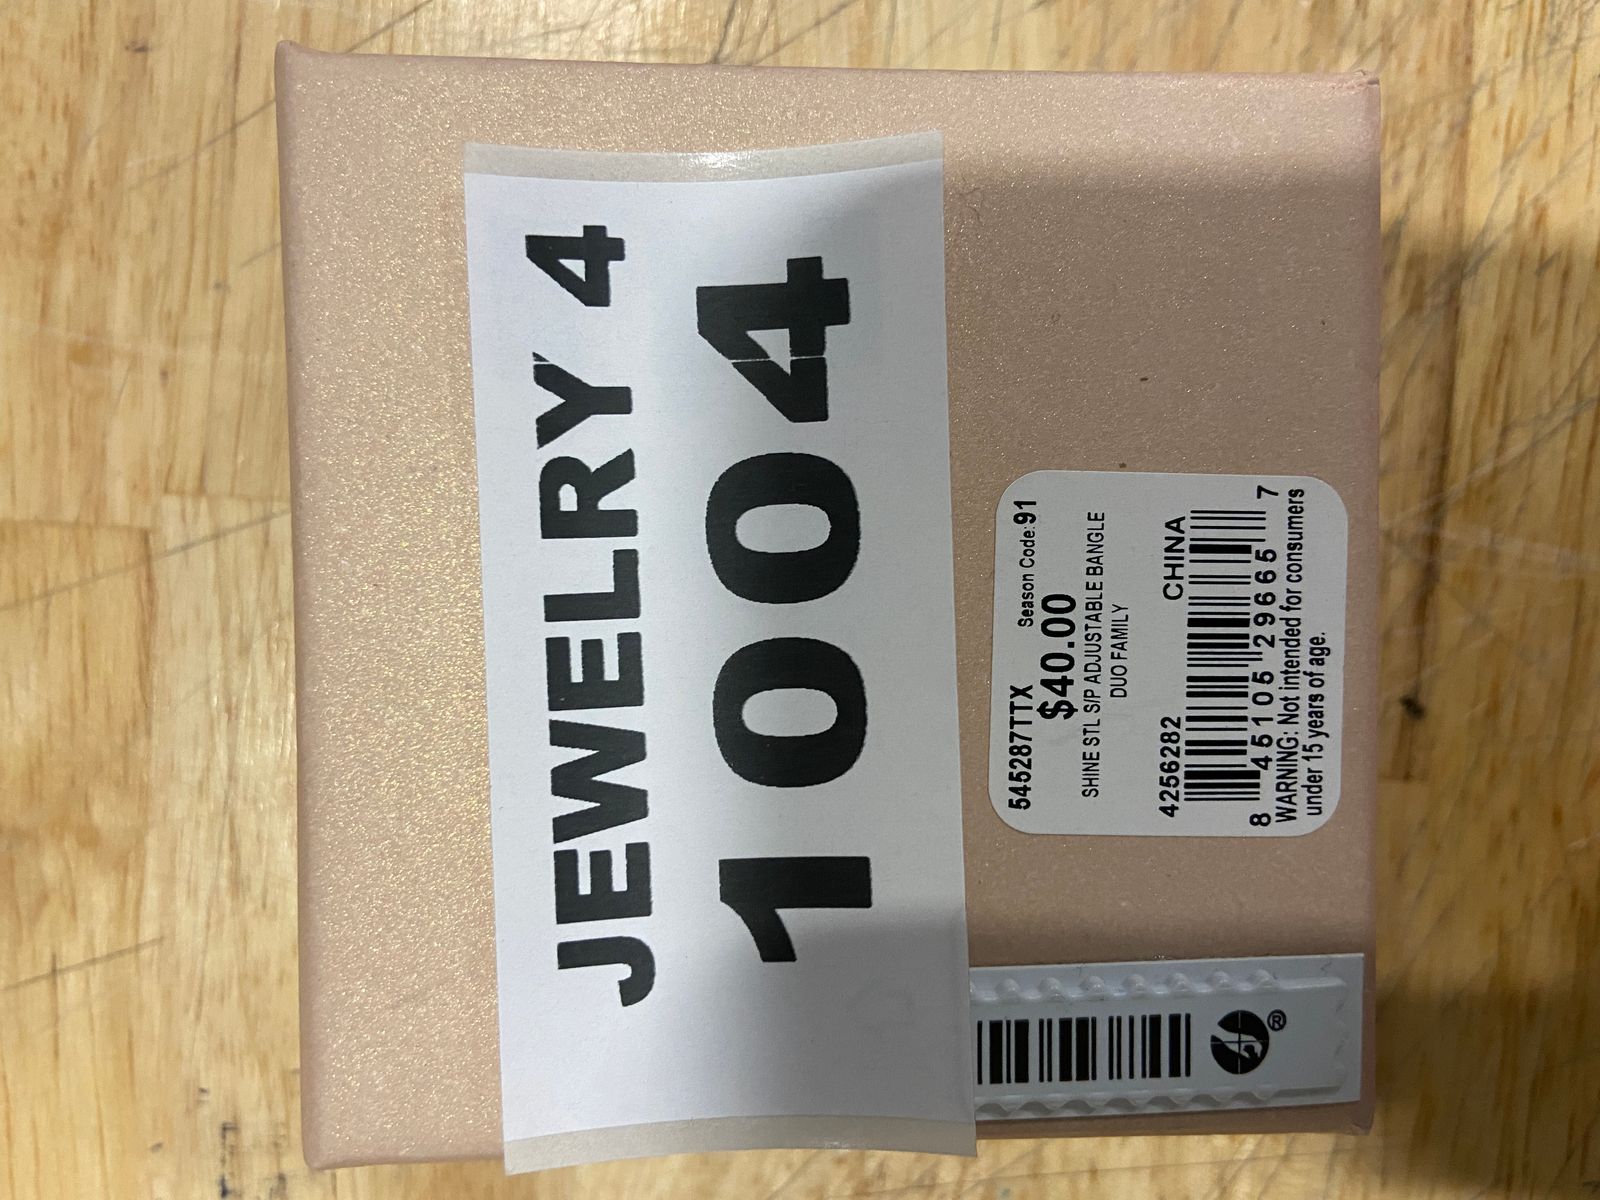 JEWELRY 4
1004
545287TTX Season Code:91
$40.00
SHINE STL S/P ADJUSTABLE BANGLE
DUO FAMILY
4256282 CHINA
8 45105 29665 7
WARNING: Not intended for consumers
under 15 years of age.
®